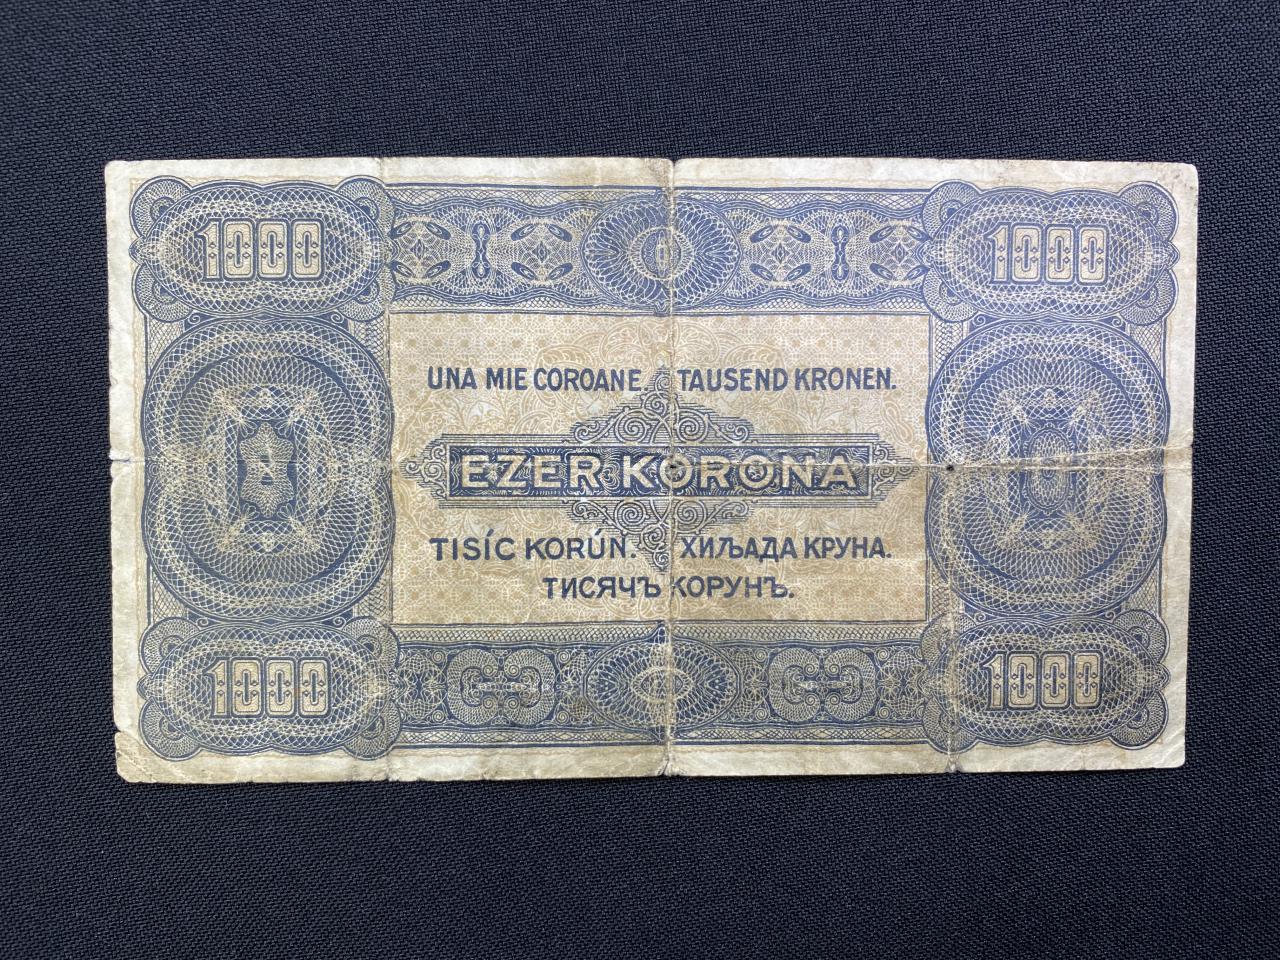 1000 1000
UNA MIE COROANE. TAUSEND KRONEN.
EZER KORONA
TISÍC KORÚN. ХИЉАДА КРУНА.
ТИСЯЧЪ КОРУНЪ.
1000 1000